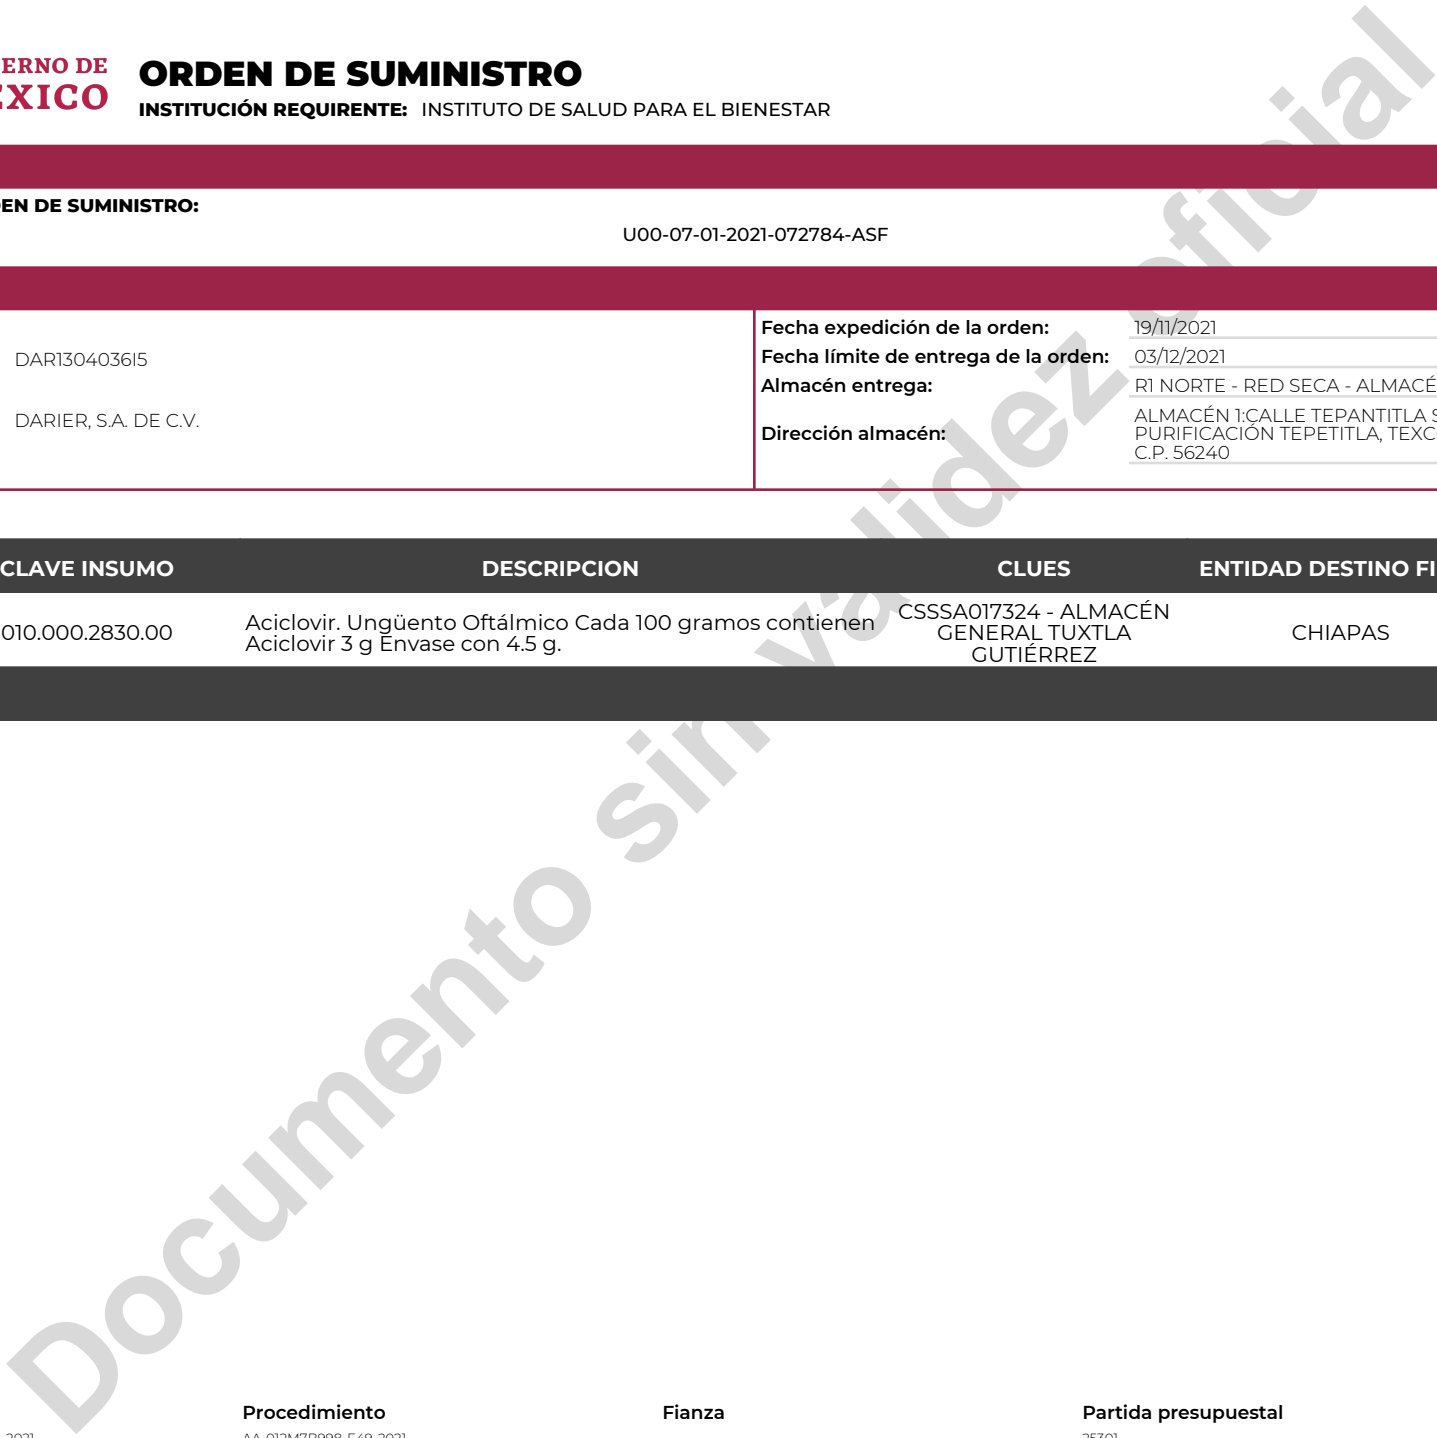 ERNO DE
EXICO
ORDEN DE SUMINISTRO
INSTITUCIÓN REQUIRENTE: INSTITUTO DE SALUD PARA EL BIENESTAR
EN DE SUMINISTRO:
U00-07-01-2021-072784-ASF
DAR1304036I5
DARIER, S.A. DE C.V.
Fecha expedición de la orden: 19/11/2021
Fecha límite de entrega de la orden: 03/12/2021
Almacén entrega: R1 NORTE - RED SECA - ALMACÉ
Dirección almacén:
ALMACÉN 1:CALLE TEPANTITLA S
PURIFICACIÓN TEPETITLA, TEXC
C.P. 56240
CLAVE INSUMO DESCRIPCION CLUES ENTIDAD DESTINO FI
010.000.2830.00
Aciclovir. Ungüento Oftálmico Cada 100 gramos contienen
Aciclovir 3 g Envase con 4.5 g.
CSSSA017324 - ALMACÉN
GENERAL TUXTLA
GUTIÉRREZ
CHIAPAS
Documento sin validez oficial
Procedimiento Fianza Partida presupuestal